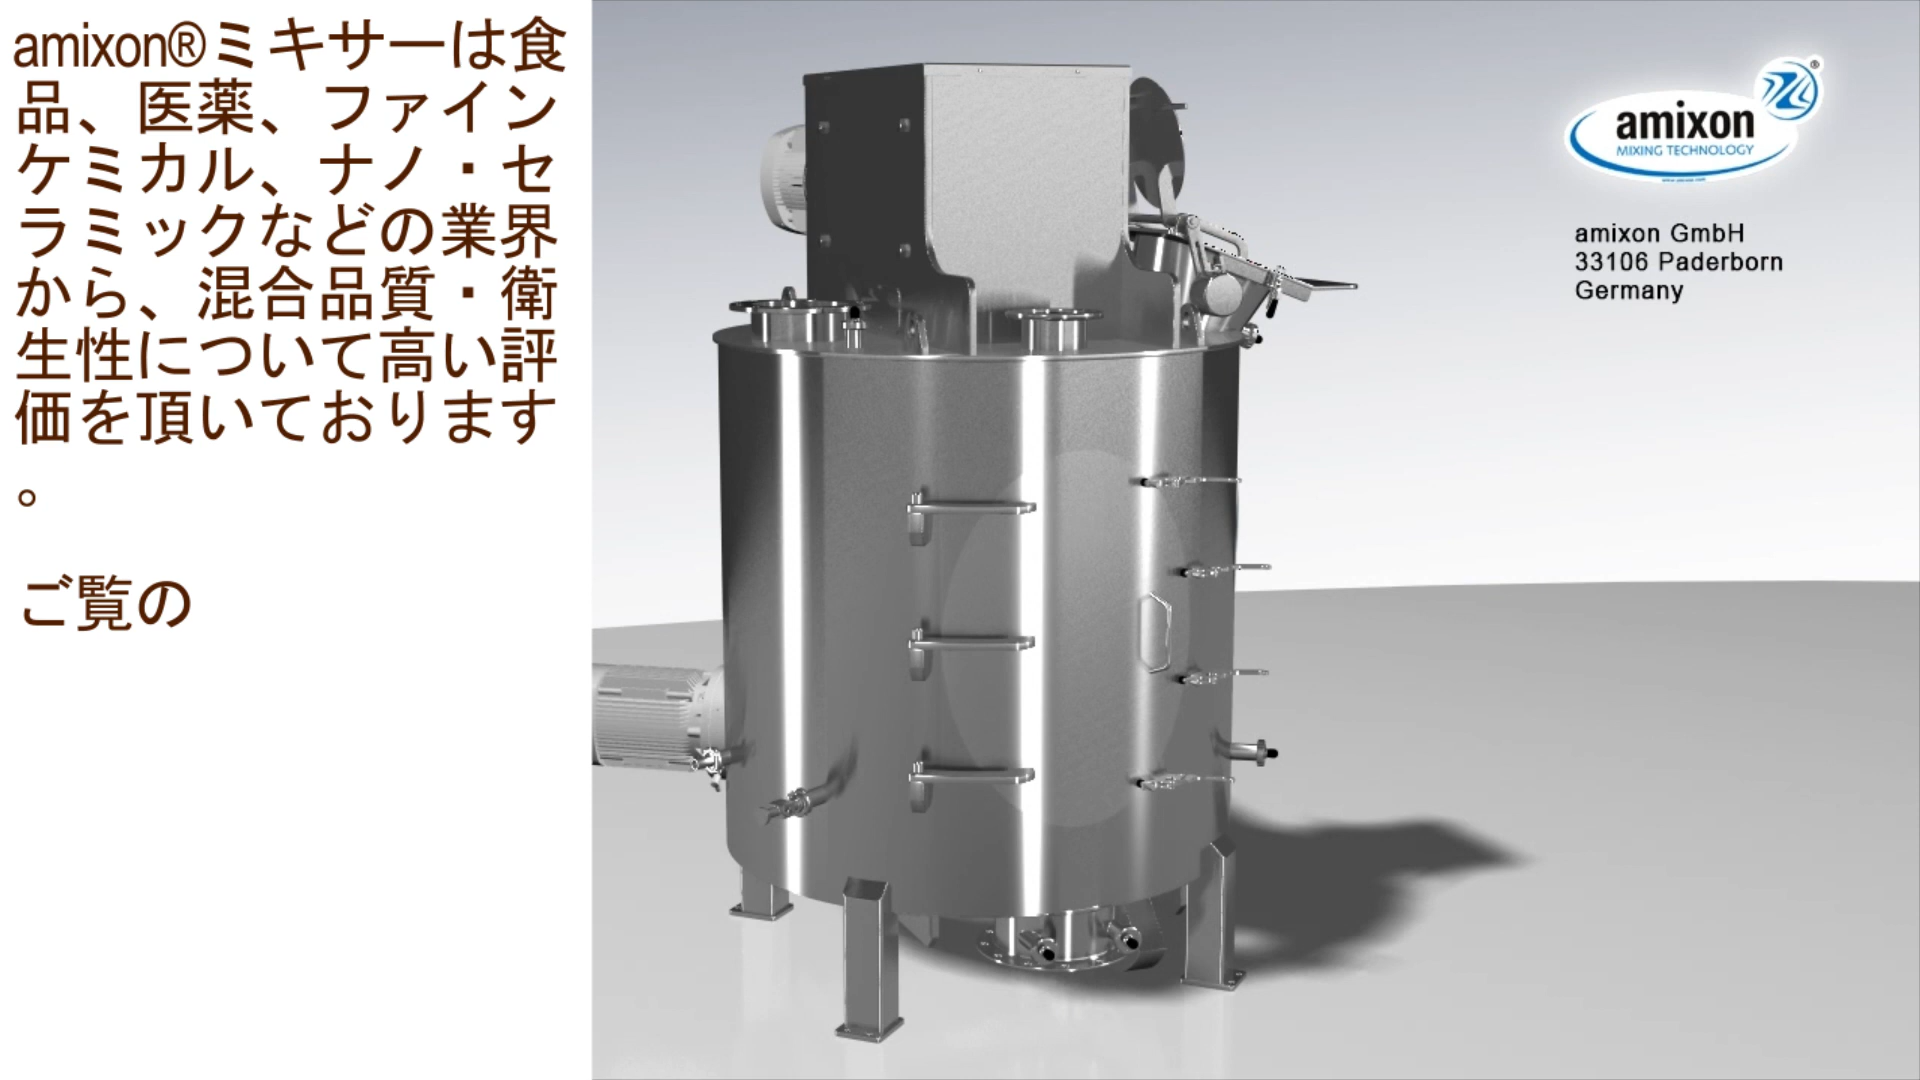 amixon®ミキサーは食
品、医薬、ファイン
ケミカル、ナノ・セ
ラミックなどの業界
から、混合品質・衛
生性について高い評
価を頂いております
。
ご覧の
amixon
®
MIXING TECHNOLOGY
amixon GmbH
33106 Paderborn
Germany